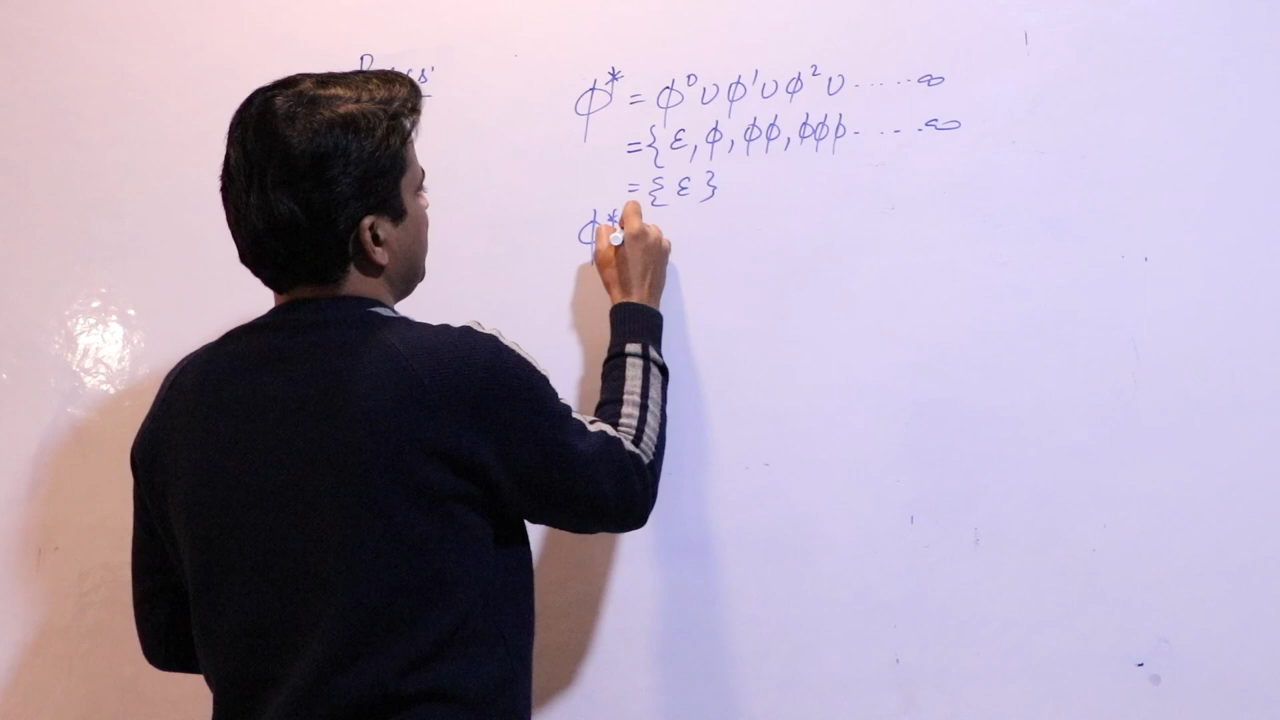 ϕ* = ϕ⁰ ∪ ϕ¹ ∪ ϕ² ∪ ...... ∞
= { ε, ϕ, ϕϕ, ϕϕϕ ...... ∞
= { ε }
ϕ*